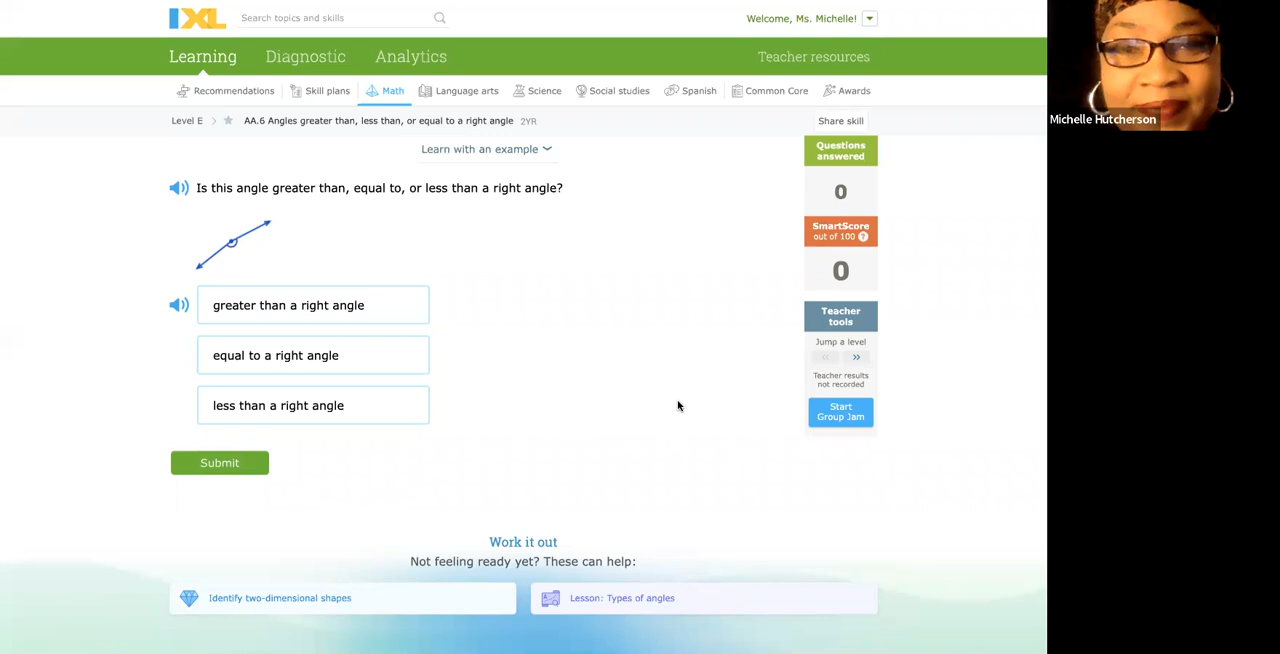 IXL
Search topics and skills
Welcome, Ms. Michelle!
Learning Diagnostic Analytics
Teacher resources
Recommendations Skill plans Math Language arts Science Social studies Spanish Common Core Awards
Level E AA.6 Angles greater than, less than, or equal to a right angle 2YR
Share skill
Learn with an example
Questions
answered
0
SmartScore
out of 100 ?
0
Teacher
tools
Jump a level
Teacher results
not recorded
Start
Group Jam
Is this angle greater than, equal to, or less than a right angle?
greater than a right angle
equal to a right angle
less than a right angle
Submit
Work it out
Not feeling ready yet? These can help:
Identify two-dimensional shapes
Lesson: Types of angles
Michelle Hutcherson